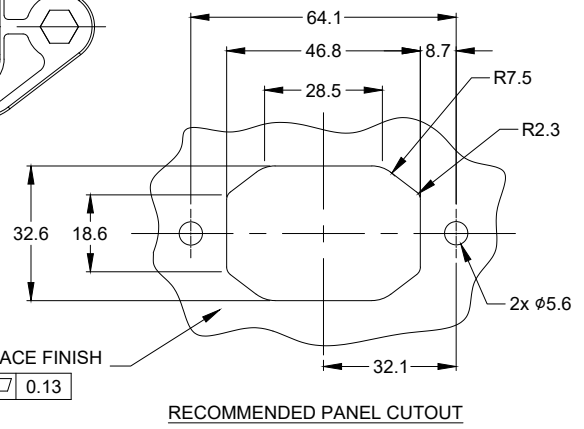 64.1
46.8
8.7
28.5
R7.5
R2.3
32.6
18.6
2x φ5.6
FINISH
0.13
32.1
RECOMMENDED PANEL CUTOUT